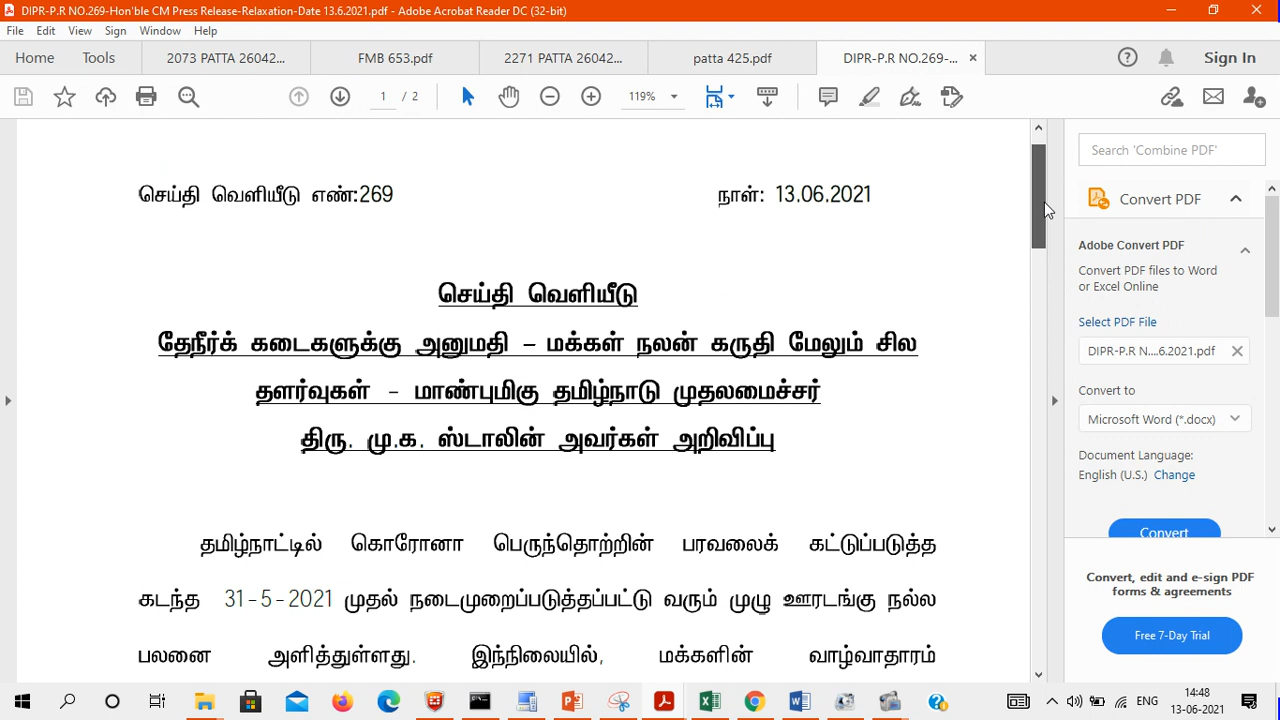 DIPR-P.R NO.269-Hon'ble CM Press Release-Relaxation-Date 13.6.2021.pdf - Adobe Acrobat Reader DC (32-bit)
File Edit View Sign Window Help
Home Tools 2073 PATTA 26042... FMB 653.pdf 2271 PATTA 26042... patta 425.pdf DIPR-P.R NO.269-... Sign In
1 / 2 119%
செய்தி வெளியீடு எண்:269 நாள்: 13.06.2021
செய்தி வெளியீடு
தேநீர்க் கடைகளுக்கு அனுமதி – மக்கள் நலன் கருதி மேலும் சில
தளர்வுகள் – மாண்புமிகு தமிழ்நாடு முதலமைச்சர்
திரு. மு.க. ஸ்டாலின் அவர்கள் அறிவிப்பு
தமிழ்நாட்டில் கொரோனா பெருந்தொற்றின் பரவலைக் கட்டுப்படுத்த
கடந்த 31-5-2021 முதல் நடைமுறைப்படுத்தப்பட்டு வரும் முழு ஊரடங்கு நல்ல
பலனை அளித்துள்ளது. இந்நிலையில், மக்களின் வாழ்வாதாரம்
Search 'Combine PDF'
Convert PDF
Adobe Convert PDF
Convert PDF files to Word
or Excel Online
Select PDF File
DIPR-P.R N....6.2021.pdf
Convert to
Microsoft Word (*.docx)
Document Language:
English (U.S.) Change
Convert
Convert, edit and e-sign PDF
forms & agreements
Free 7-Day Trial
ENG 14:48
13-06-2021